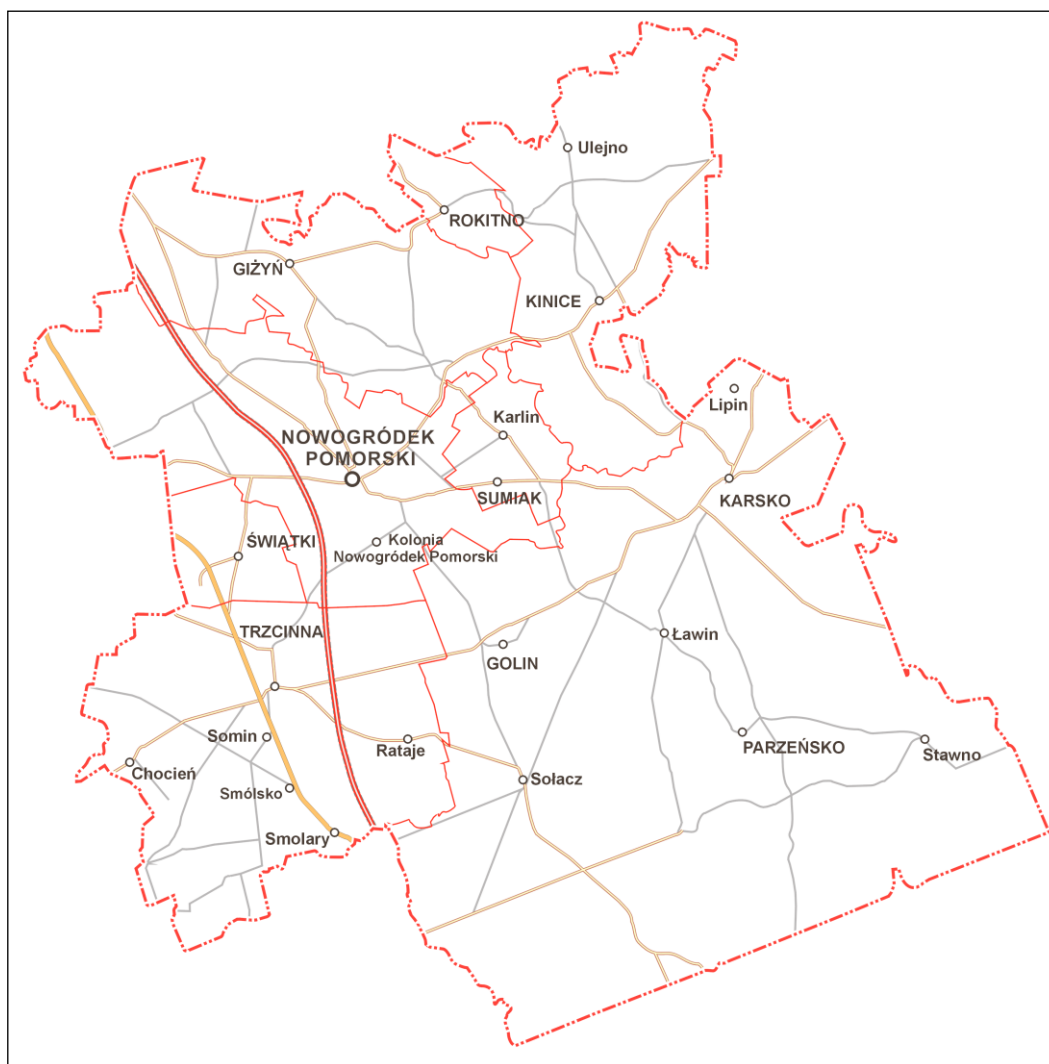 Ulejno
ROKITNO
GIŻYŃ
KINICE
Lipin
Karlin
NOWOGRÓDEK
POMORSKI
SUMIAK
KARSKO
ŚWIĄTKI
Kolonia
Nowogródek Pomorski
TRZCINNA
Ławin
GOLIN
Somin
Rataje
PARZEŃSKO
Stawno
Chocień
Sołacz
Smólsko
Smolary